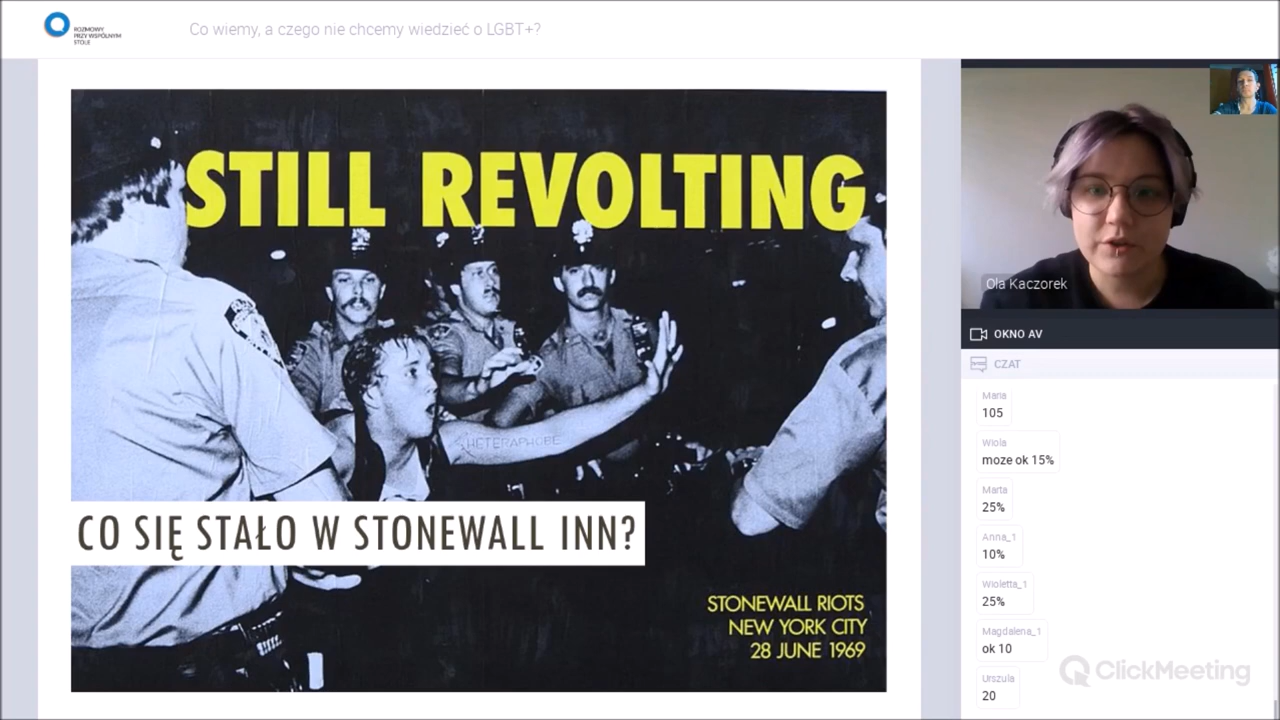 ROZMOWY
PRZY WSPÓLNYM
STOLE
Co wiemy, a czego nie chcemy wiedzieć o LGBT+?
STILL REVOLTING
HETERAPHOBE
CO SIĘ STAŁO W STONEWALL INN?
STONEWALL RIOTS
NEW YORK CITY
28 JUNE 1969
Ola Kaczorek
OKNO AV
CZAT
Maria
105
Wiola
moze ok 15%
Marta
25%
Anna_1
10%
Wioletta_1
25%
Magdalena_1
ok 10
Urszula
20
ClickMeeting